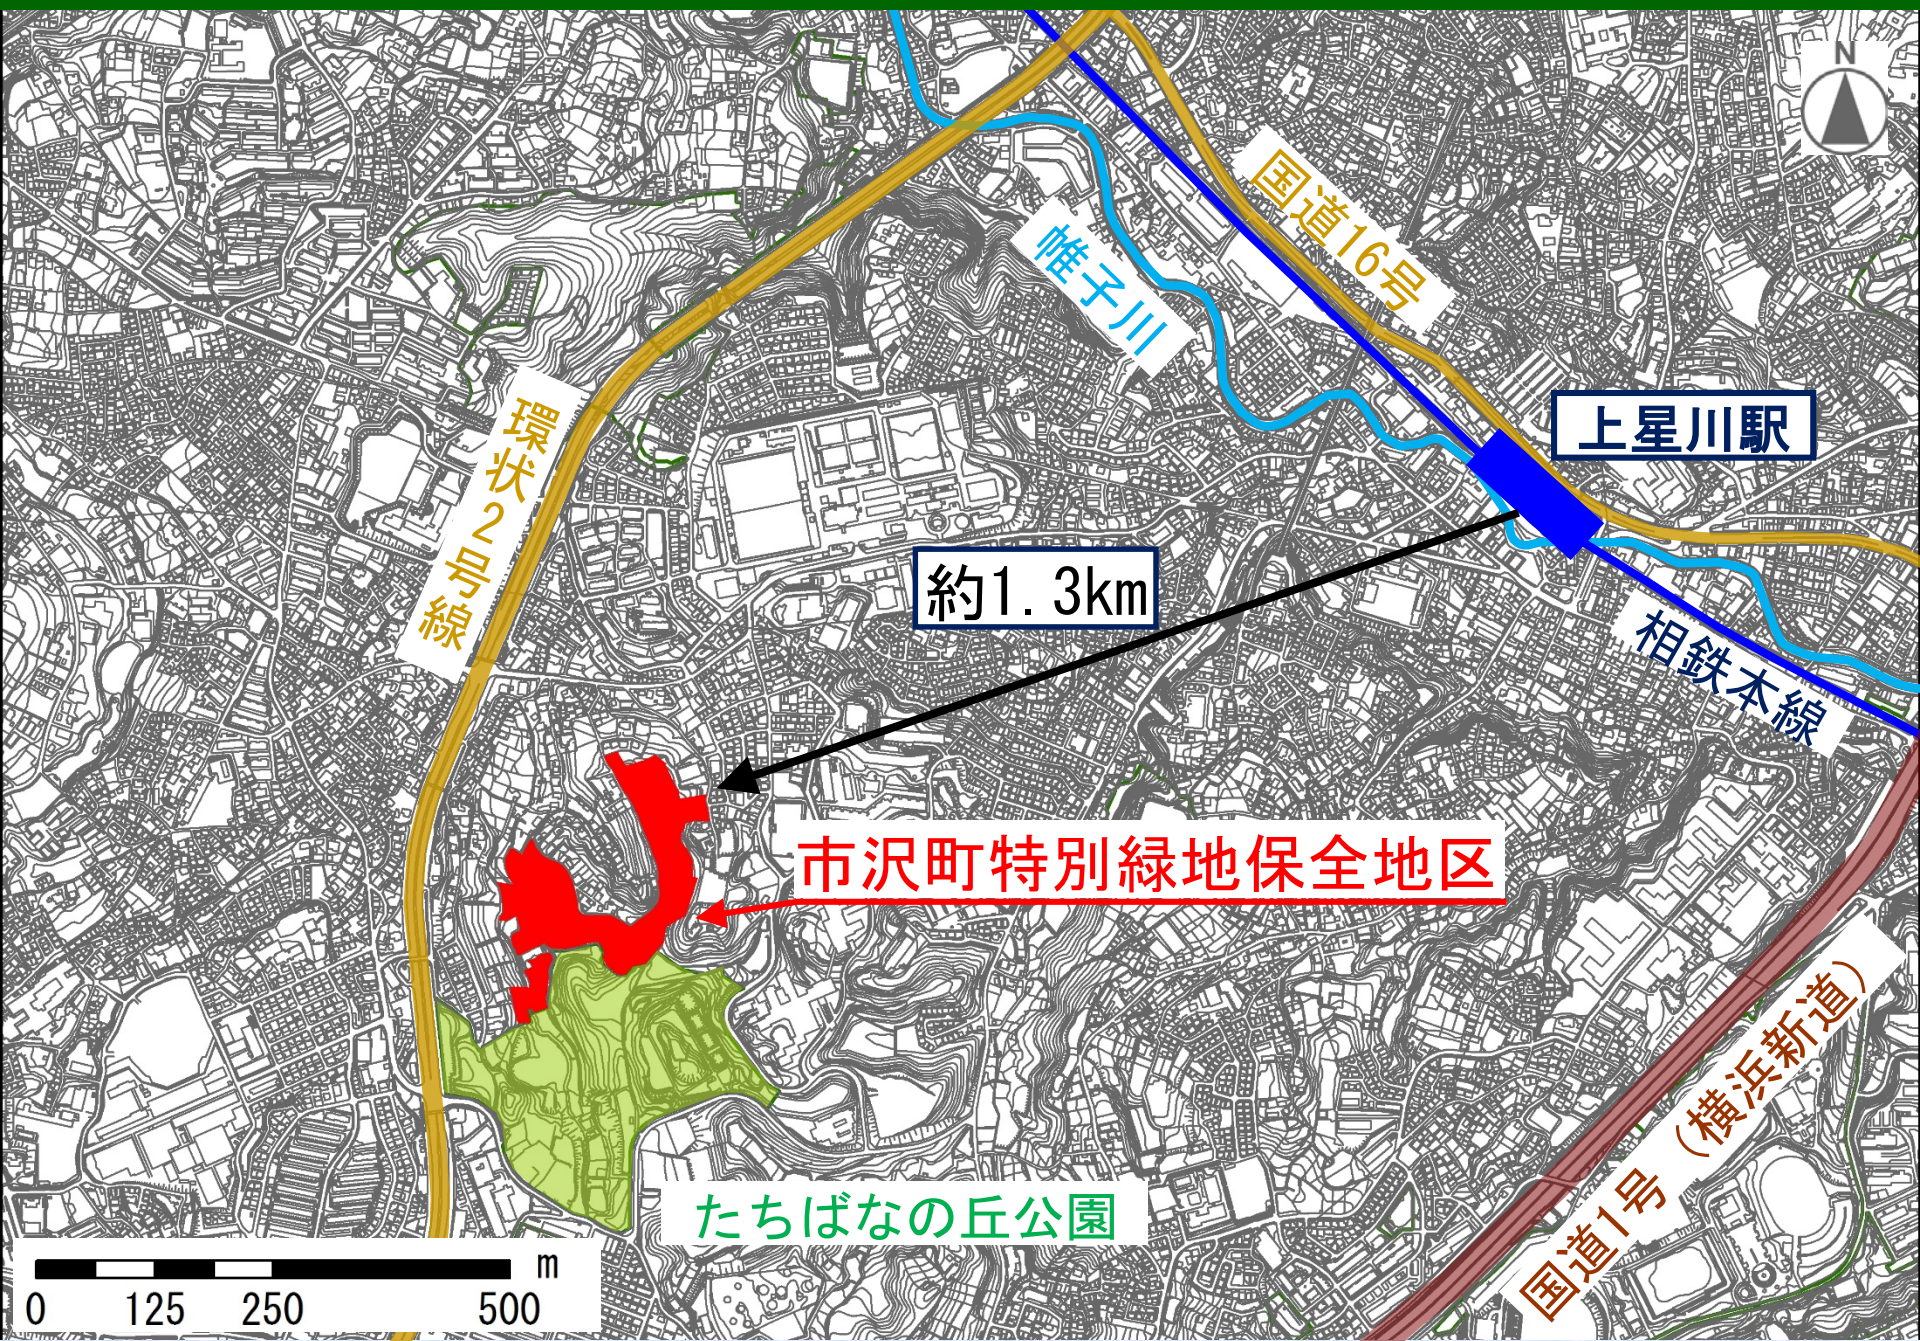 N
国道16号
帷子川
環状2号線
上星川駅
約1.3km
相鉄本線
市沢町特別緑地保全地区
国道1号（横浜新道）
たちばなの丘公園
m
0 125 250 500